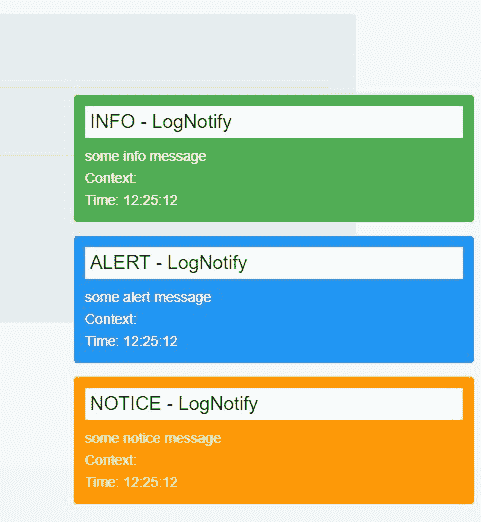 INFO - LogNotify
some info message
Context:
Time: 12:25:12
ALERT - LogNotify
some alert message
Context:
Time: 12:25:12
NOTICE - LogNotify
some notice message
Context:
Time: 12:25:12